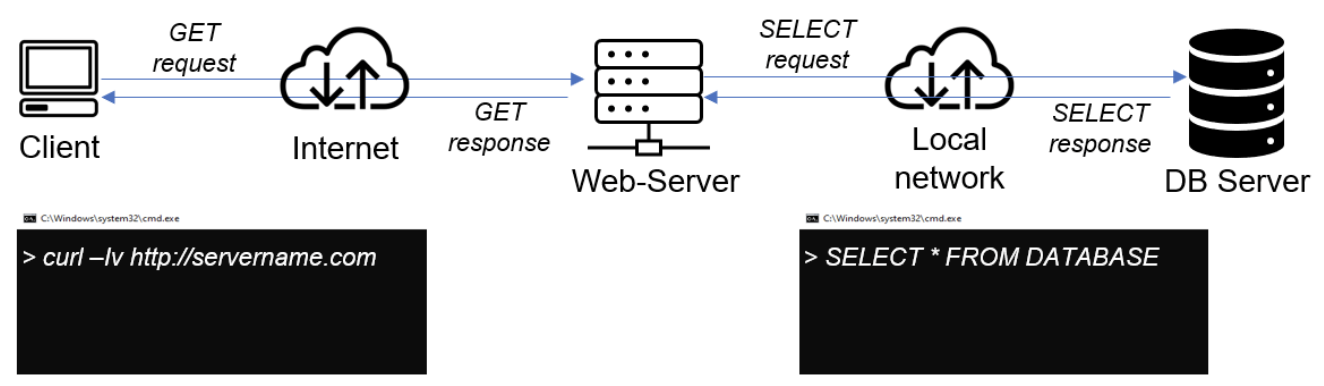 GET
request
SELECT
request
GET
response
SELECT
response
Client
Internet
Web-Server
Local
network
DB Server
C:\Windows\system32\cmd.exe
> curl –Iv http://servername.com
C:\Windows\system32\cmd.exe
> SELECT * FROM DATABASE